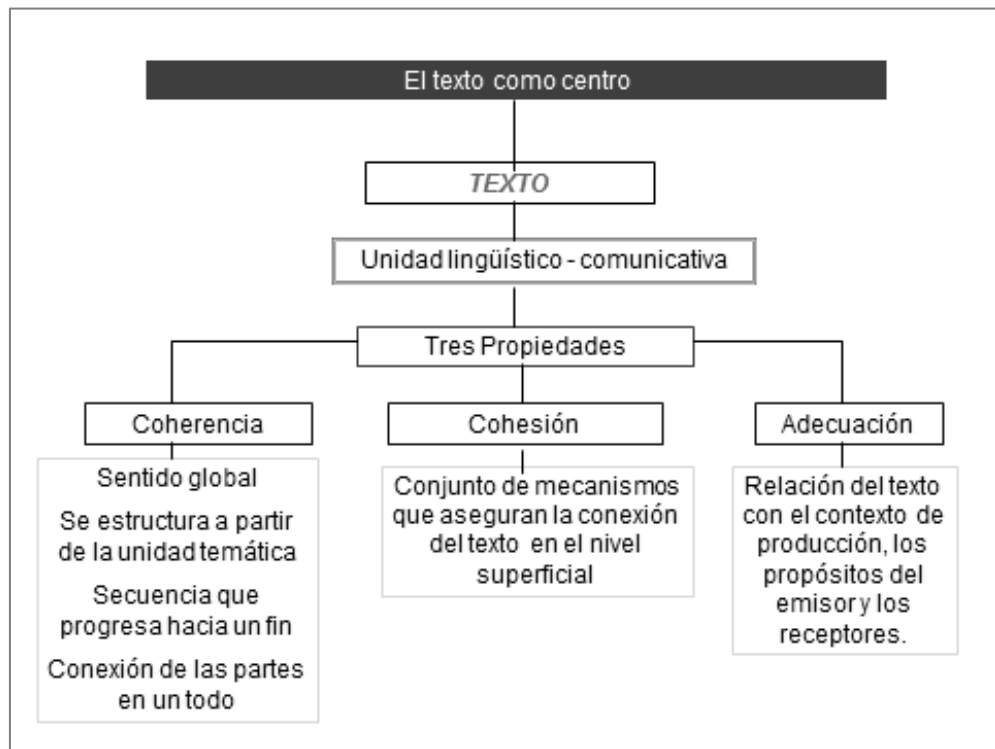 El texto como centro
TEXTO
Unidad lingüístico - comunicativa
Tres Propiedades
Coherencia
Sentido global
Se estructura a partir
de la unidad temática
Secuencia que
progresa hacia un fin
Conexión de las partes
en un todo
Cohesión
Conjunto de mecanismos
que aseguran la conexión
del texto en el nivel
superficial
Adecuación
Relación del texto
con el contexto de
producción, los
propósitos del
emisor y los
receptores.